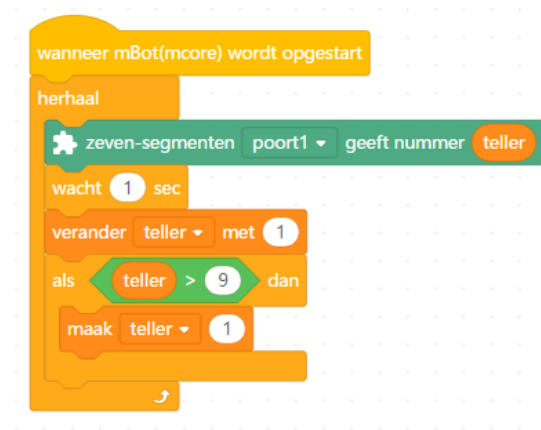 wanneer mBot(mcore) wordt opgestart
herhaal
zeven-segmenten poort1 geeft nummer teller
wacht 1 sec
verander teller met 1
als teller > 9 dan
maak teller 1